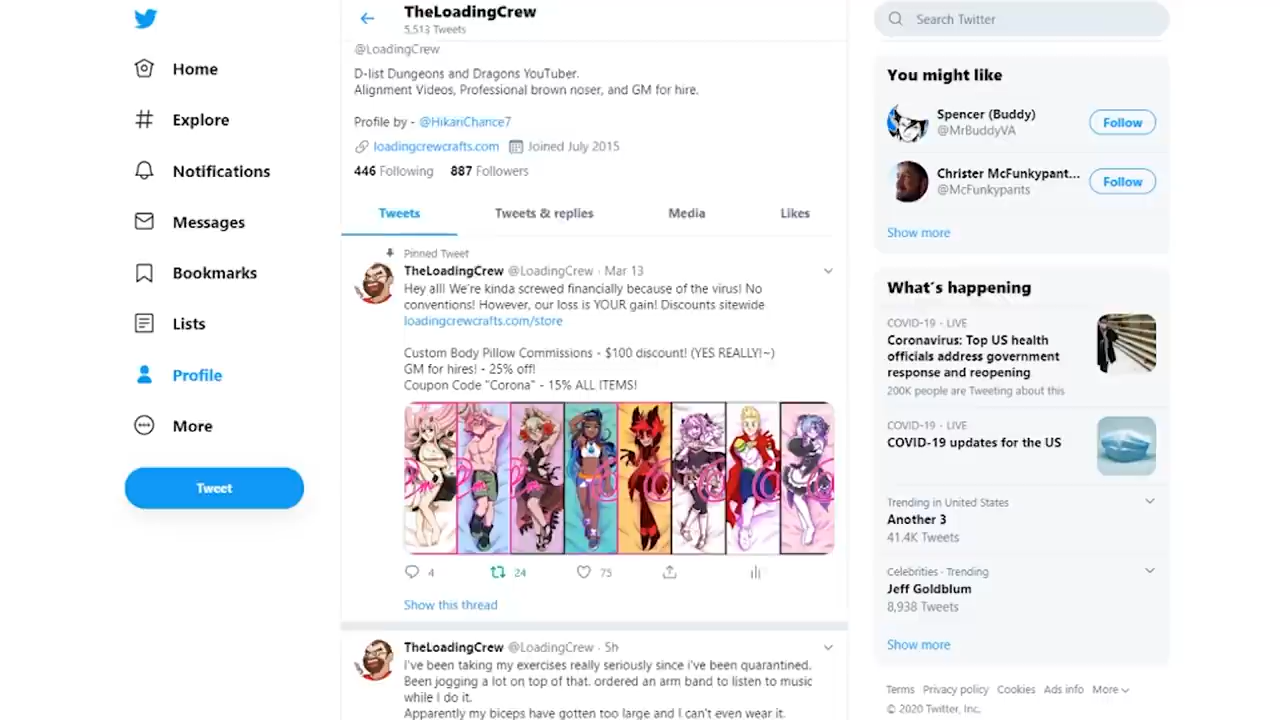 Home
Explore
Notifications
Messages
Bookmarks
Lists
Profile
More
Tweet
TheLoadingCrew
5,513 Tweets
@LoadingCrew
D-list Dungeons and Dragons YouTuber.
Alignment Videos, Professional brown noser, and GM for hire.
Profile by - @HikariChance7
loadingcrewcrafts.com Joined July 2015
446 Following 887 Followers
Tweets Tweets & replies Media Likes
Pinned Tweet
TheLoadingCrew @LoadingCrew · Mar 13
Hey all! We're kinda screwed financially because of the virus! No
conventions! However, our loss is YOUR gain! Discounts sitewide
loadingcrewcrafts.com/store
Custom Body Pillow Commissions - $100 discount! (YES REALLY!~)
GM for hires! - 25% off!
Coupon Code "Corona" - 15% ALL ITEMS!
4 24 75
Show this thread
TheLoadingCrew @LoadingCrew · 5h
I've been taking my exercises really seriously since i've been quarantined.
Been jogging a lot on top of that. ordered an arm band to listen to music
while I do it.
Apparently my biceps have gotten too large and I can't even wear it.
Search Twitter
You might like
Spencer (Buddy)
@MrBuddyVA
Follow
Christer McFunkypant...
@McFunkypants
Follow
Show more
What's happening
COVID-19 · LIVE
Coronavirus: Top US health
officials address government
response and reopening
200K people are Tweeting about this
COVID-19 · LIVE
COVID-19 updates for the US
Trending in United States
Another 3
41.4K Tweets
Celebrities · Trending
Jeff Goldblum
8,938 Tweets
Show more
Terms Privacy policy Cookies Ads info More
© 2020 Twitter, Inc.